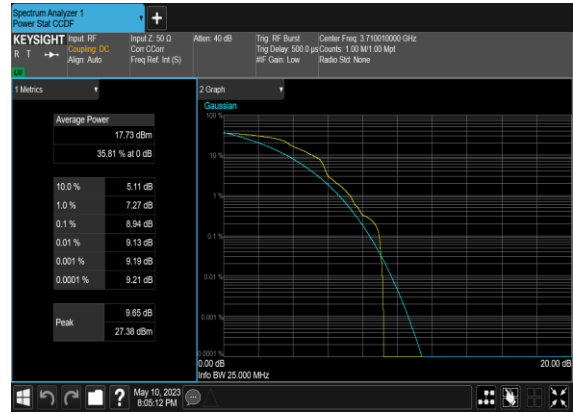 Spectrum Analyzer 1
Power Stat CCDF
+
KEYSIGHT
R T
LXI
Input: RF
Coupling: DC
Align: Auto
Input Z: 50 Ω
Corr CCorr
Freq Ref: Int (S)
Atten: 40 dB
Trig: RF Burst
Trig Delay: 500.0 µs
#IF Gain: Low
Center Freq: 3.710010000 GHz
Counts: 1.00 M/1.00 Mpt
Radio Std: None
1 Metrics
Average Power
17.73 dBm
35.81 % at 0 dB
10.0 % 5.11 dB
1.0 % 7.27 dB
0.1 % 8.94 dB
0.01 % 9.13 dB
0.001 % 9.19 dB
0.0001 % 9.21 dB
Peak
9.65 dB
27.38 dBm
2 Graph
Gaussian
100 %
10 %
1 %
0.1 %
0.01 %
0.001 %
0.0001 %
0.00 dB
20.00 dB
Info BW 25.000 MHz
?
May 10, 2023
8:05:12 PM